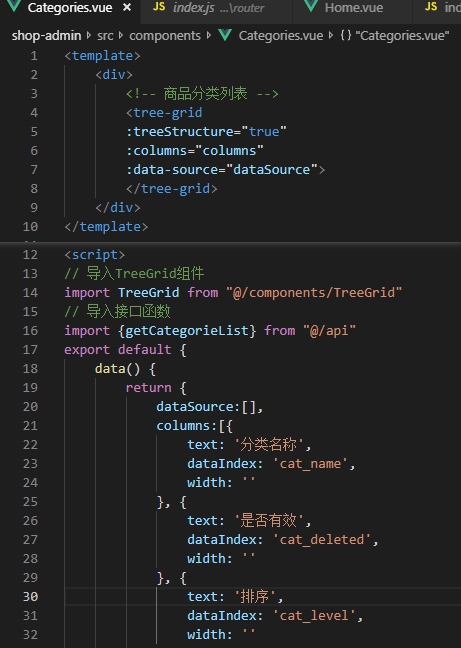 Categories.vue × JS index.js ...\router Home.vue JS ind
shop-admin > src > components > Categories.vue > {} "Categories.vue"
1 <template>
2 <div>
3 <!-- 商品分类列表 -->
4 <tree-grid
5 :treeStructure="true"
6 :columns="columns"
7 :data-source="dataSource">
8 </tree-grid>
9 </div>
10 </template>
12 <script>
13 // 导入TreeGrid组件
14 import TreeGrid from "@/components/TreeGrid"
15 // 导入接口函数
16 import {getCategorieList} from "@/api"
17 export default {
18 data() {
19 return {
20 dataSource:[],
21 columns:[{
22 text: '分类名称',
23 dataIndex: 'cat_name',
24 width: ''
25 }, {
26 text: '是否有效',
27 dataIndex: 'cat_deleted',
28 width: ''
29 }, {
30 text: '排序',
31 dataIndex: 'cat_level',
32 width: ''